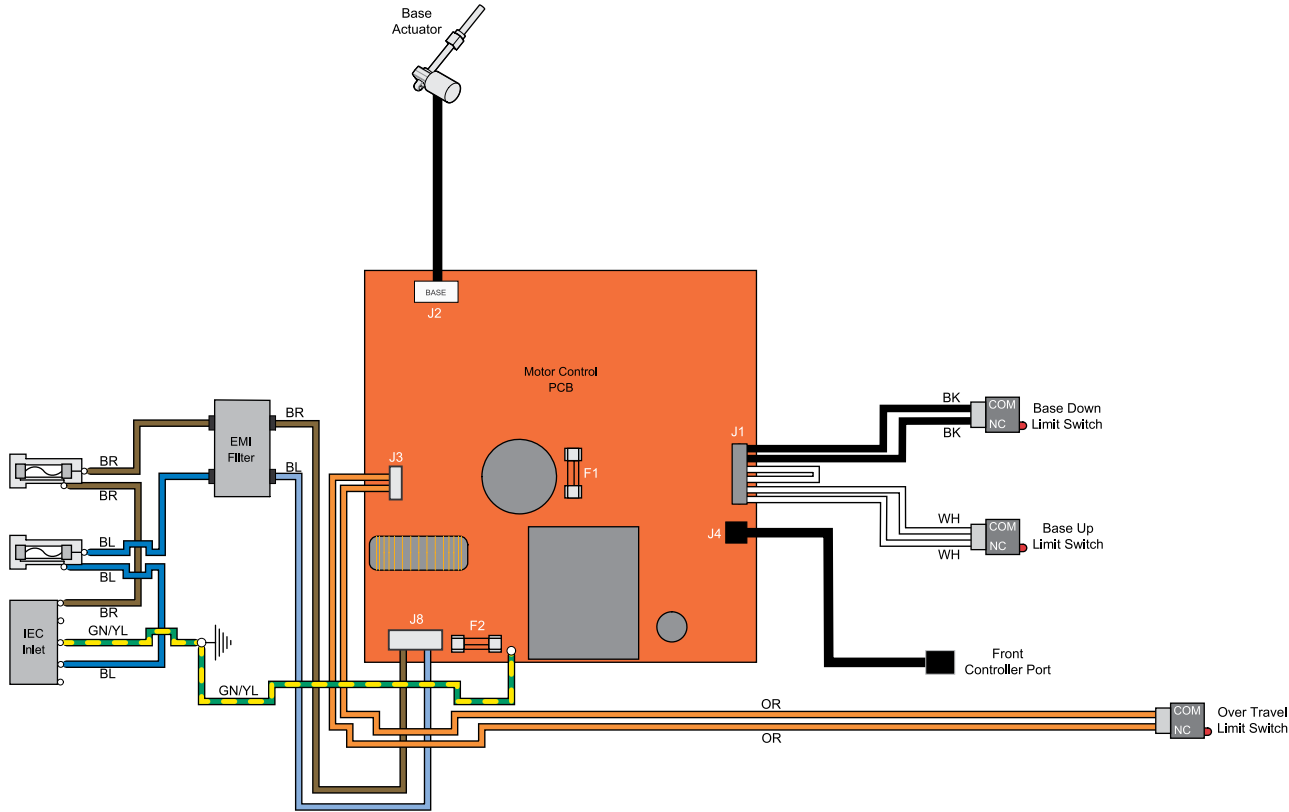 Base
Actuator
BASE
J2
Motor Control
PCB
BR
BL
EMI
Filter
BR
BR
BL
BL
BR
GN/YL
BL
IEC
Inlet
GN/YL
J3
F1
J1
J4
J8
F2
BK
BK
COM
NC
Base Down
Limit Switch
WH
WH
COM
NC
Base Up
Limit Switch
Front
Controller Port
OR
OR
COM
NC
Over Travel
Limit Switch